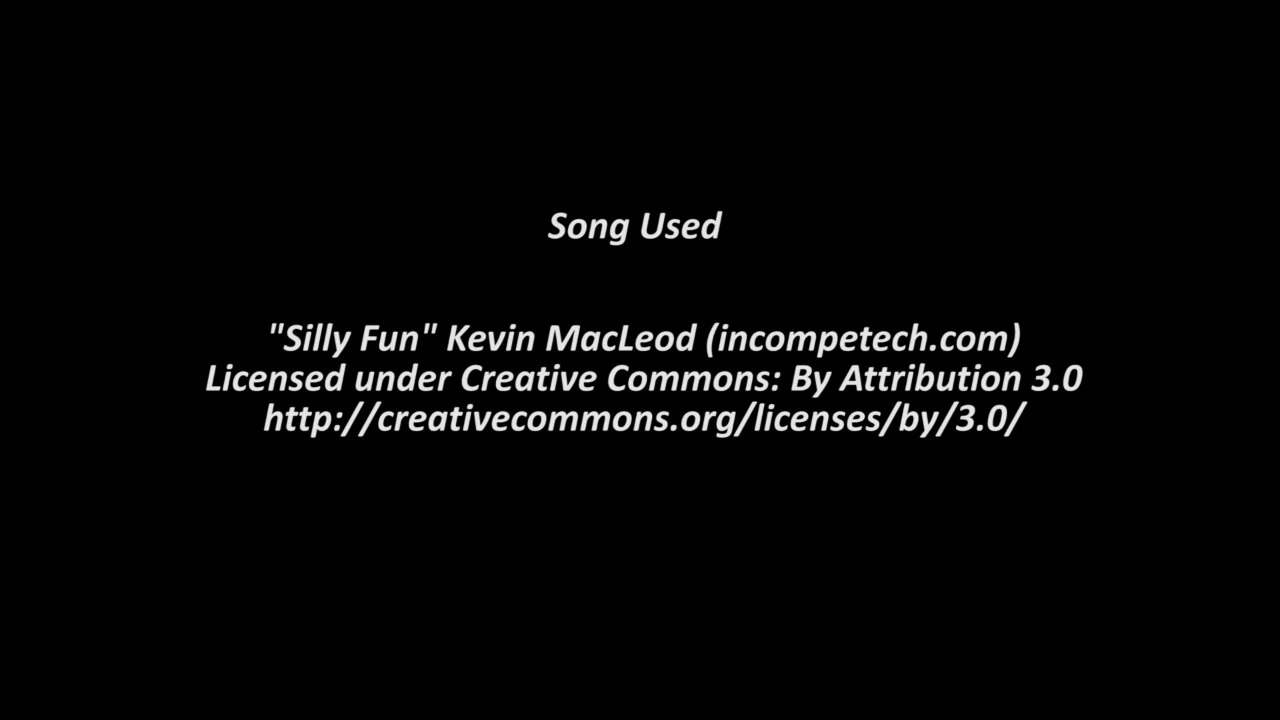 Song Used
"Silly Fun" Kevin MacLeod (incompetech.com)
Licensed under Creative Commons: By Attribution 3.0
http://creativecommons.org/licenses/by/3.0/